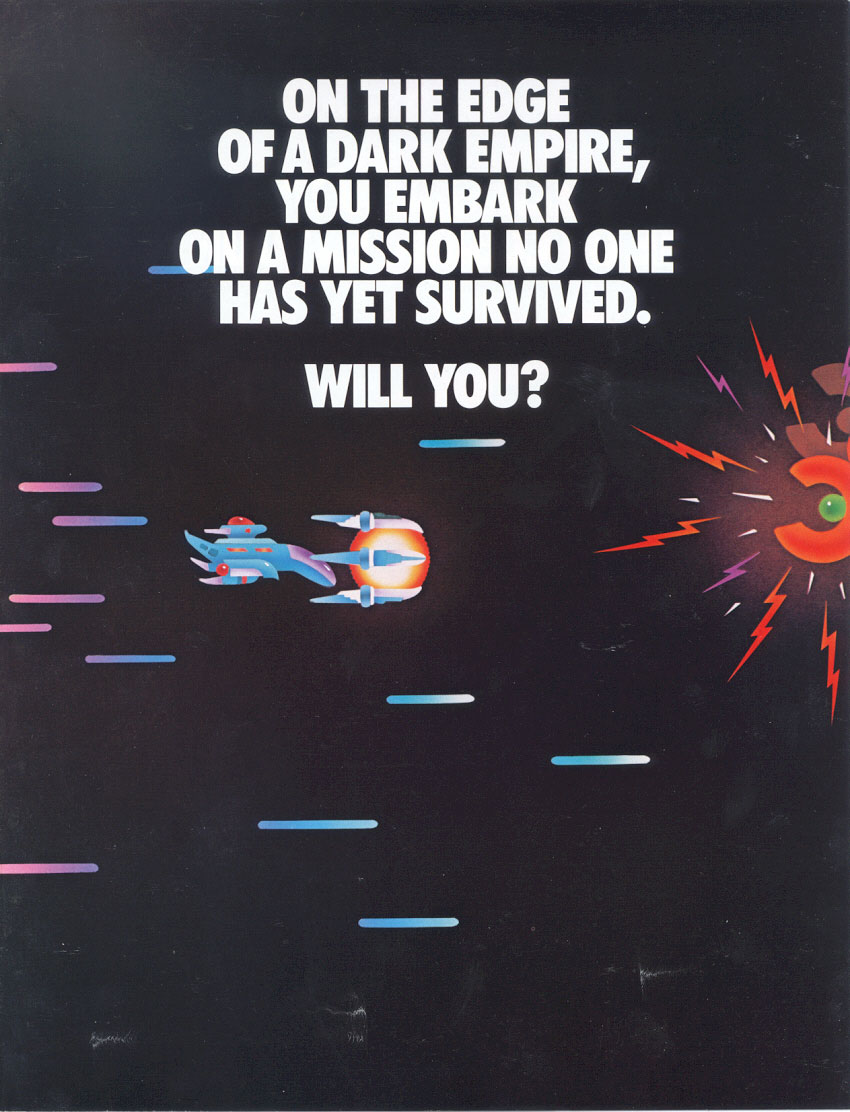 ON THE EDGE
OF A DARK EMPIRE,
YOU EMBARK
ON A MISSION NO ONE
HAS YET SURVIVED.
WILL YOU?